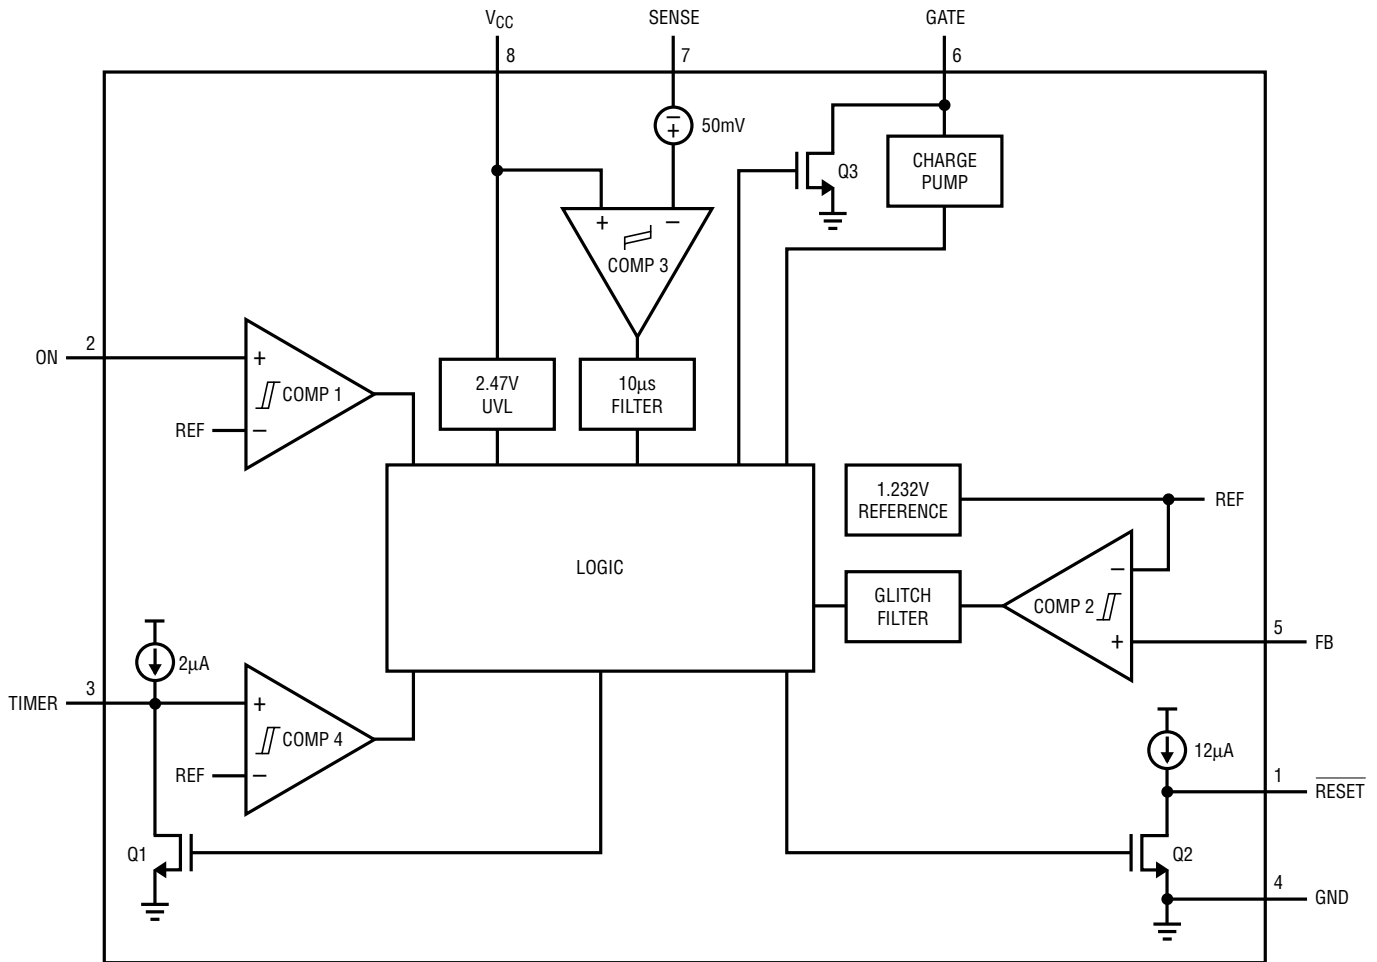 VCC
SENSE
GATE
8
7
6
− +
50mV
Q3
CHARGE
PUMP
+ −
COMP 3
ON
2
+
COMP 1
REF
−
2.47V
UVL
10µs
FILTER
1.232V
REFERENCE
REF
LOGIC
GLITCH
FILTER
−
COMP 2
+
5
FB
2µA
TIMER
3
+
COMP 4
REF
−
12µA
1
RESET
Q1
Q2
4
GND